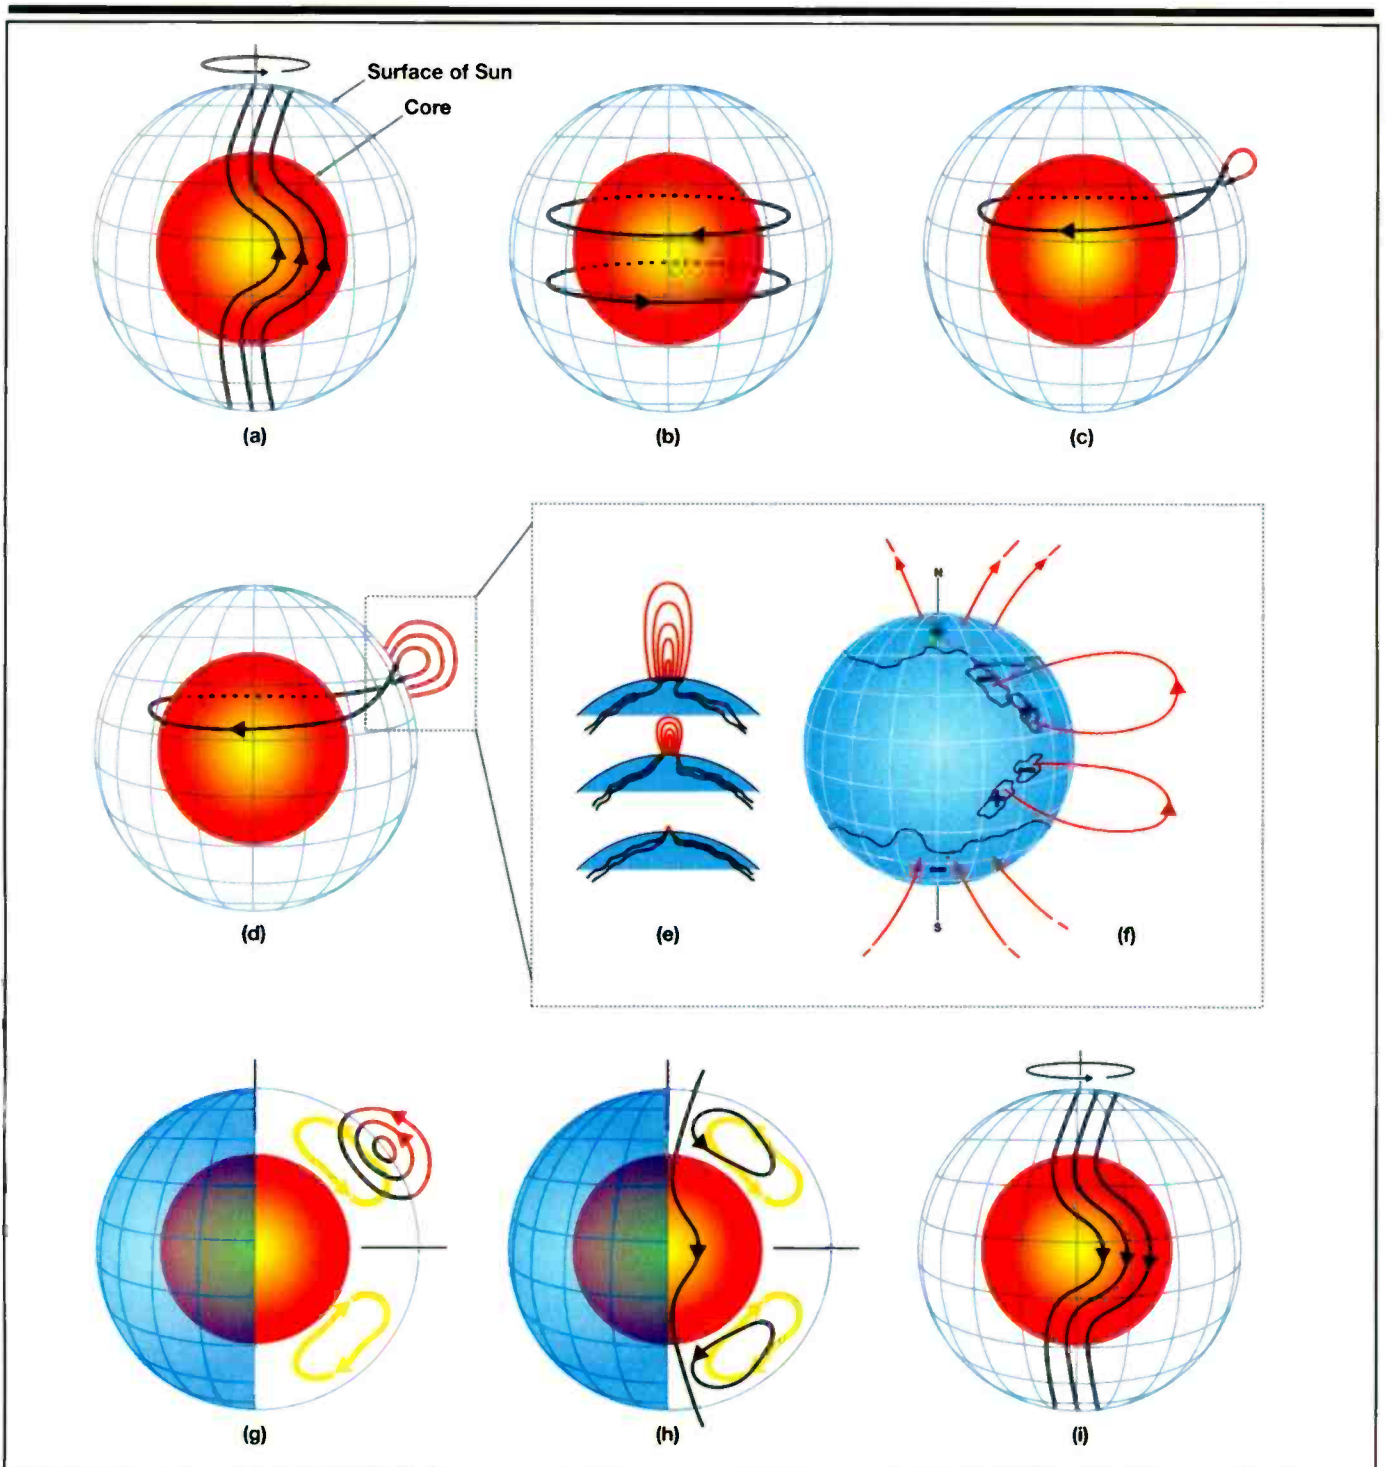 Surface of Sun
Core
(a)
(b)
(c)
N
S
(d)
(e)
(f)
(g)
(h)
(i)